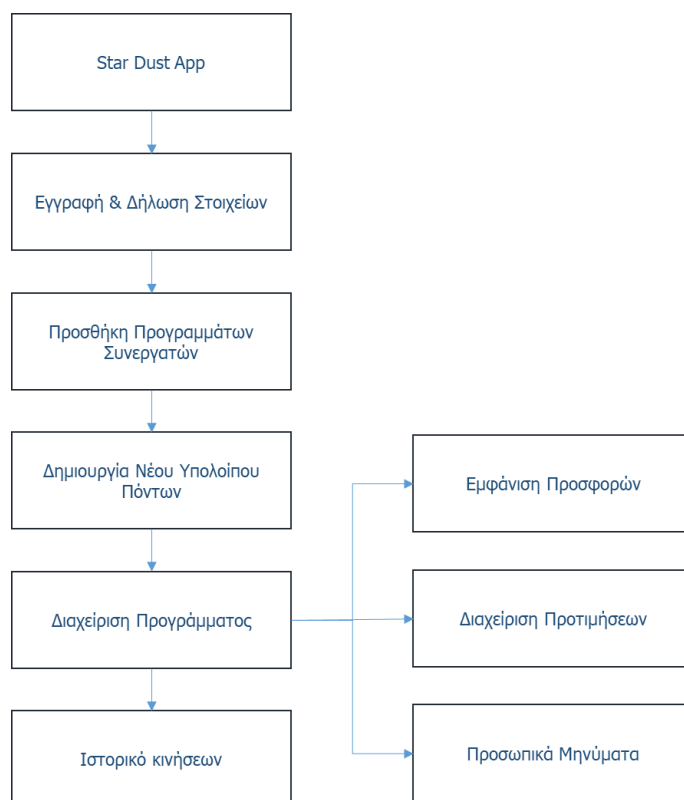 Star Dust App
Εγγραφή & Δήλωση Στοιχείων
Προσθήκη Προγραμμάτων
Συνεργατών
Δημιουργία Νέου Υπολοίπου
Πόντων
Διαχείριση Προγράμματος
Ιστορικό κινήσεων
Εμφάνιση Προσφορών
Διαχείριση Προτιμήσεων
Προσωπικά Μηνύματα